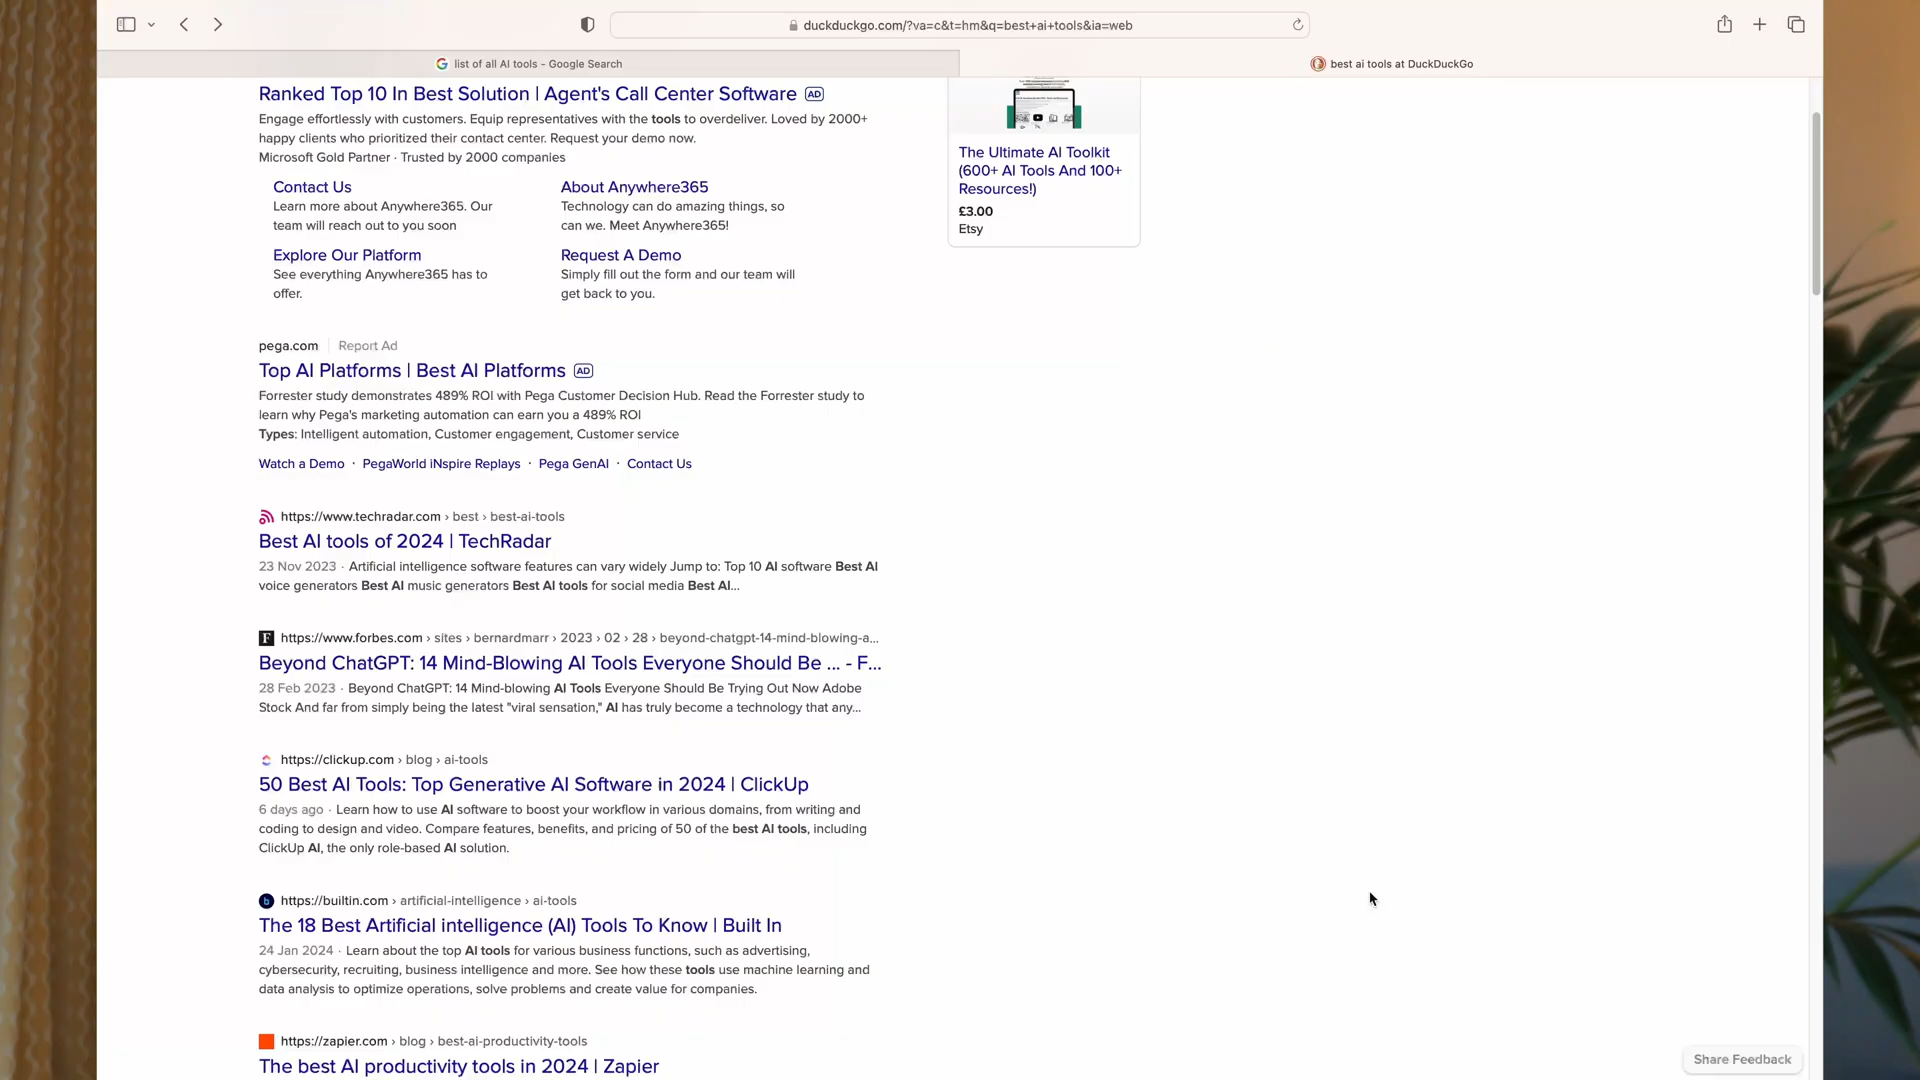 duckduckgo.com/?va=c&t=hm&q=best+ai+tools&ia=web
list of all AI tools - Google Search
best ai tools at DuckDuckGo
Ranked Top 10 In Best Solution | Agent's Call Center Software AD
Engage effortlessly with customers. Equip representatives with the tools to overdeliver. Loved by 2000+
happy clients who prioritized their contact center. Request your demo now.
Microsoft Gold Partner · Trusted by 2000 companies
Contact Us
Learn more about Anywhere365. Our
team will reach out to you soon
About Anywhere365
Technology can do amazing things, so
can we. Meet Anywhere365!
Explore Our Platform
See everything Anywhere365 has to
offer.
Request A Demo
Simply fill out the form and our team will
get back to you.
The Ultimate AI Toolkit
(600+ AI Tools And 100+
Resources!)
£3.00
Etsy
pega.com Report Ad
Top AI Platforms | Best AI Platforms AD
Forrester study demonstrates 489% ROI with Pega Customer Decision Hub. Read the Forrester study to
learn why Pega's marketing automation can earn you a 489% ROI
Types: Intelligent automation, Customer engagement, Customer service
Watch a Demo · PegaWorld iNspire Replays · Pega GenAI · Contact Us
https://www.techradar.com › best › best-ai-tools
Best AI tools of 2024 | TechRadar
23 Nov 2023 · Artificial intelligence software features can vary widely Jump to: Top 10 AI software Best AI
voice generators Best AI music generators Best AI tools for social media Best AI...
F https://www.forbes.com › sites › bernardmarr › 2023 › 02 › 28 › beyond-chatgpt-14-mind-blowing-a...
Beyond ChatGPT: 14 Mind-Blowing AI Tools Everyone Should Be ... - F...
28 Feb 2023 · Beyond ChatGPT: 14 Mind-blowing AI Tools Everyone Should Be Trying Out Now Adobe
Stock And far from simply being the latest "viral sensation," AI has truly become a technology that any...
https://clickup.com › blog › ai-tools
50 Best AI Tools: Top Generative AI Software in 2024 | ClickUp
6 days ago · Learn how to use AI software to boost your workflow in various domains, from writing and
coding to design and video. Compare features, benefits, and pricing of 50 of the best AI tools, including
ClickUp AI, the only role-based AI solution.
b https://builtin.com › artificial-intelligence › ai-tools
The 18 Best Artificial intelligence (AI) Tools To Know | Built In
24 Jan 2024 · Learn about the top AI tools for various business functions, such as advertising,
cybersecurity, recruiting, business intelligence and more. See how these tools use machine learning and
data analysis to optimize operations, solve problems and create value for companies.
https://zapier.com › blog › best-ai-productivity-tools
The best AI productivity tools in 2024 | Zapier
Share Feedback